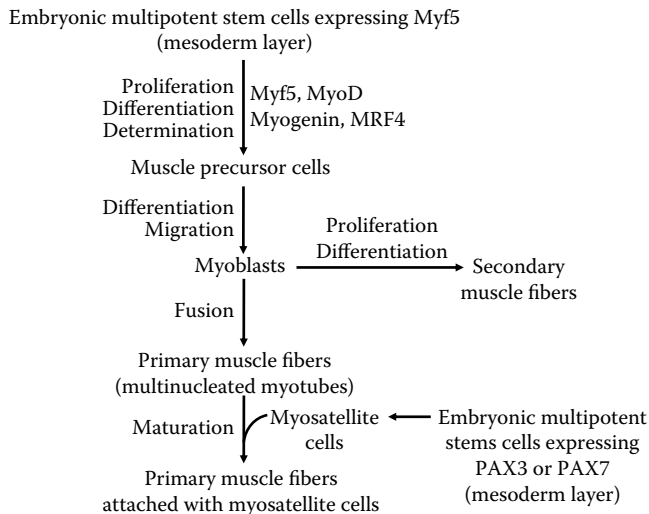 Embryonic multipotent stem cells expressing Myf5
(mesoderm layer)
Proliferation
Differentiation
Determination
Myf5, MyoD
Myogenin, MRF4
Muscle precursor cells
Differentiation
Migration
Proliferation
Differentiation
Myoblasts
Secondary
muscle fibers
Fusion
Primary muscle fibers
(multinucleated myotubes)
Maturation
Myosatellite
cells
Embryonic multipotent
stems cells expressing
PAX3 or PAX7
(mesoderm layer)
Primary muscle fibers
attached with myosatellite cells